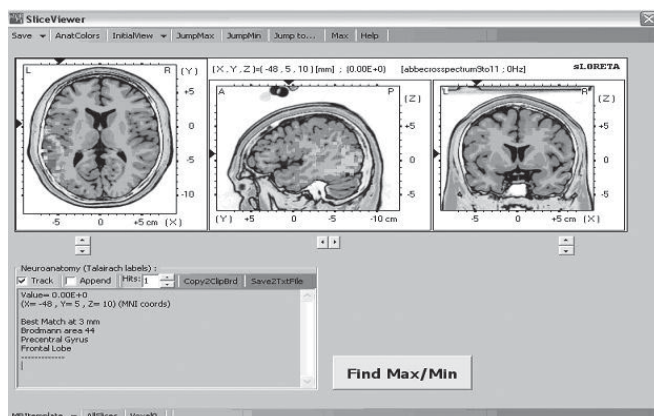 SliceViewer
Save AnatColors InitialView JumpMax JumpMin Jump to... Max Help
(X,Y,Z)=(-48,5,10)[mm] ; (0.00E+0) [abbecrosspectrum9to11 ; 0Hz] sLORETA
L R (Y) A P (Z) L R (Z)
+5 +5 +5
0 0 0
-5 -5 -5
-10
-5 0 +5 cm (X) (Y) +5 0 -5 -10 cm -5 0 +5 cm (X)
Neuroanatomy (Talairach labels) :
Track Append Hits: 1 Copy2ClipBrd Save2TxtFile
Value= 0.00E+0
(X= -48 , Y= 5 , Z= 10) (MNI coords)
Best Match at 3 mm
Brodmann area 44
Precentral Gyrus
Frontal Lobe
------------
Find Max/Min